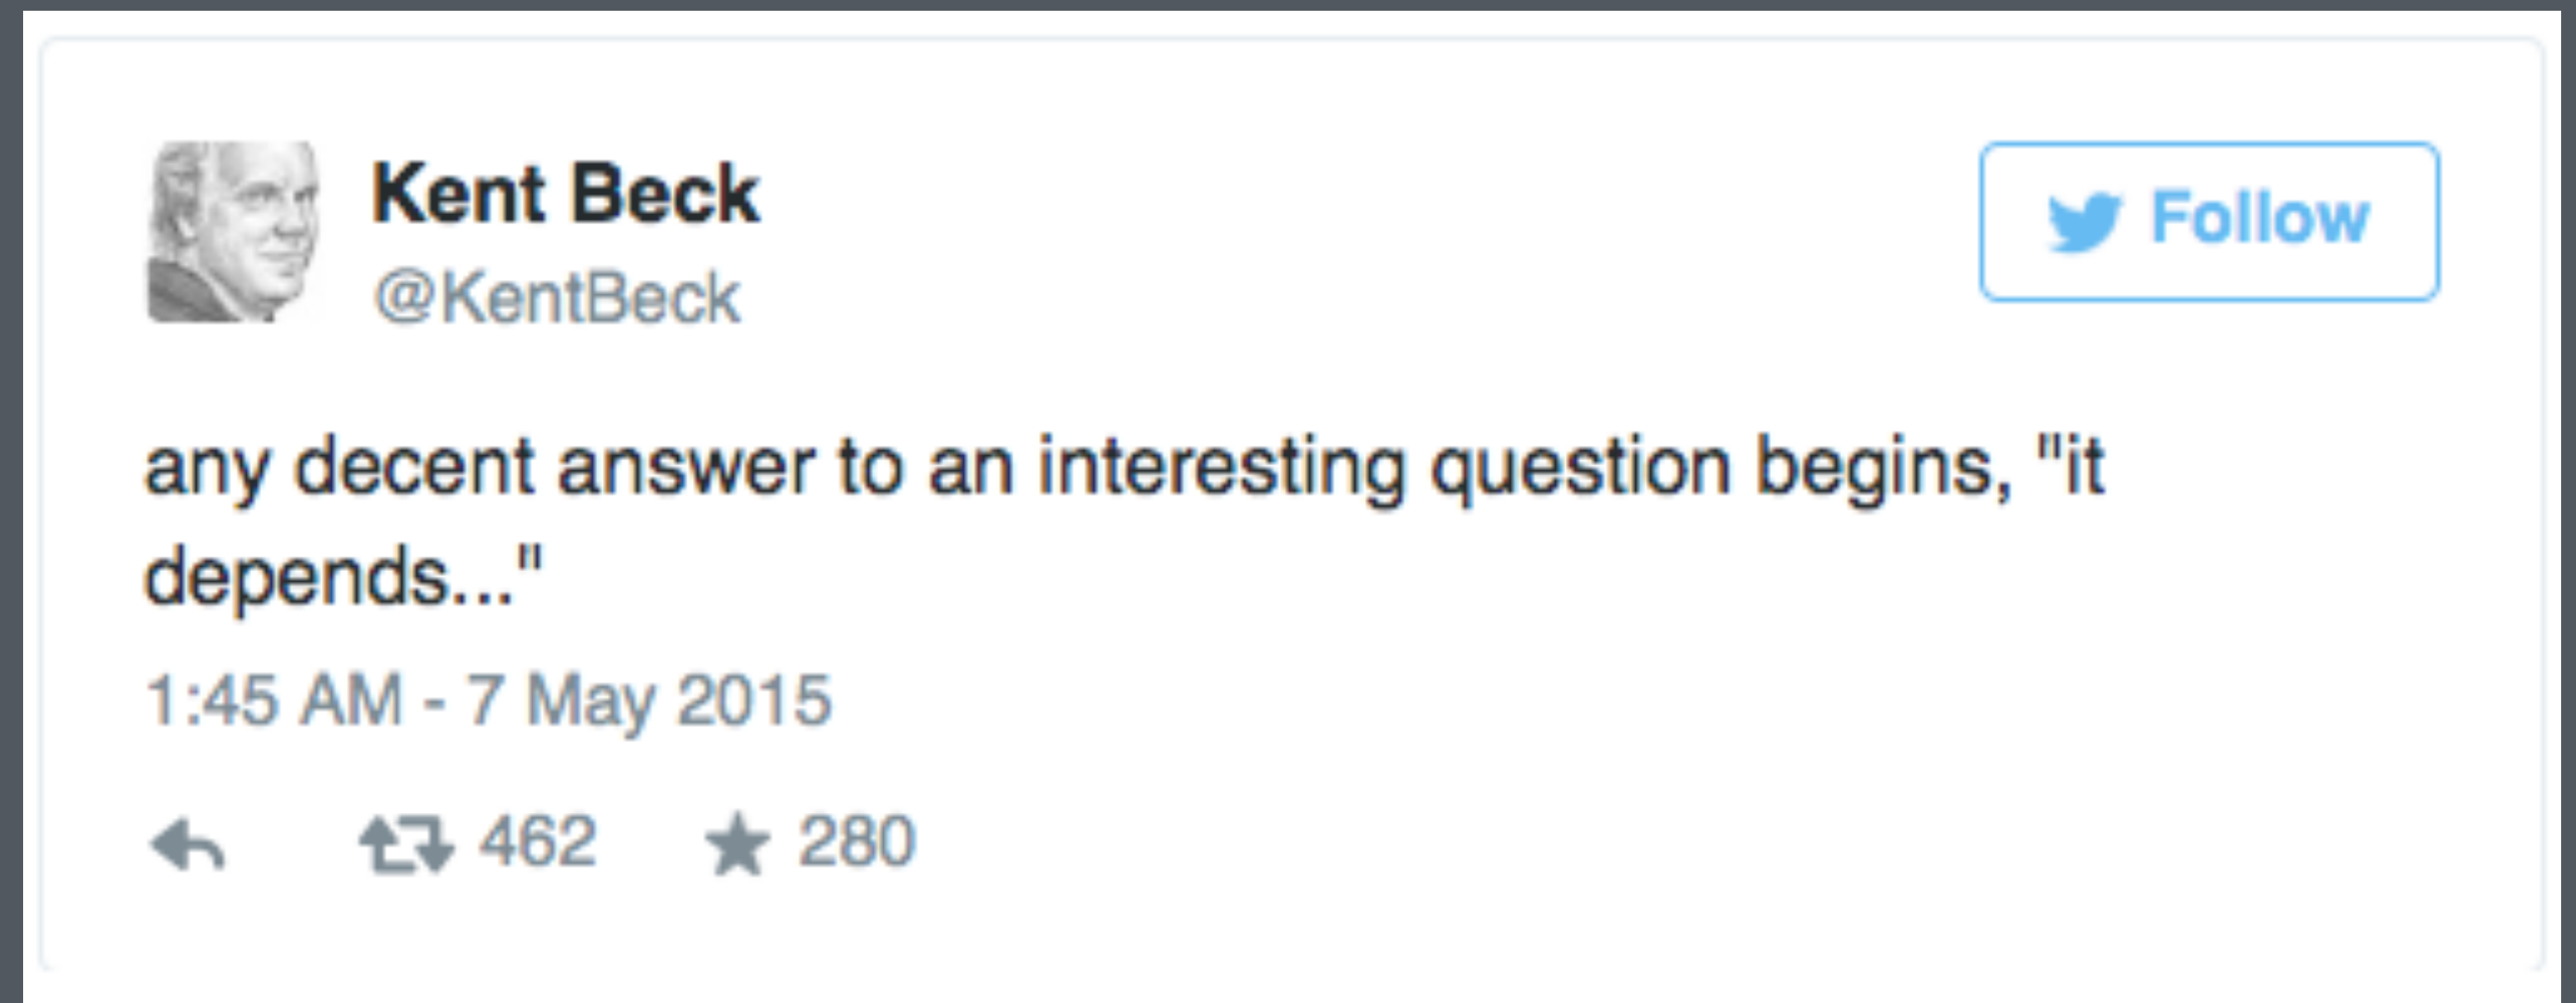 Kent Beck
@KentBeck
Follow
any decent answer to an interesting question begins, "it
depends..."
1:45 AM - 7 May 2015
462 280